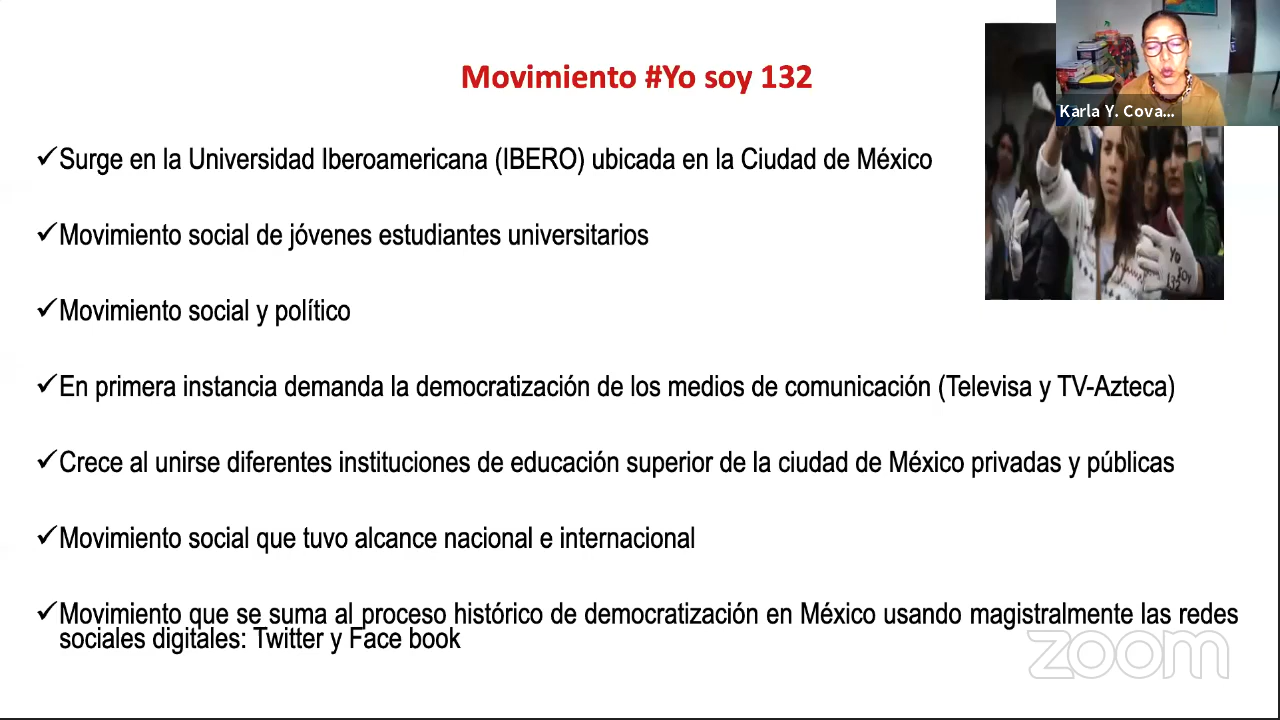 Movimiento #Yo soy 132
Karla Y. Cova...
✓Surge en la Universidad Iberoamericana (IBERO) ubicada en la Ciudad de México
✓Movimiento social de jóvenes estudiantes universitarios
Yo
soy
132
✓Movimiento social y político
✓En primera instancia demanda la democratización de los medios de comunicación (Televisa y TV-Azteca)
✓Crece al unirse diferentes instituciones de educación superior de la ciudad de México privadas y públicas
✓Movimiento social que tuvo alcance nacional e internacional
✓Movimiento que se suma al proceso histórico de democratización en México usando magistralmente las redes
sociales digitales: Twitter y Face book
zoom